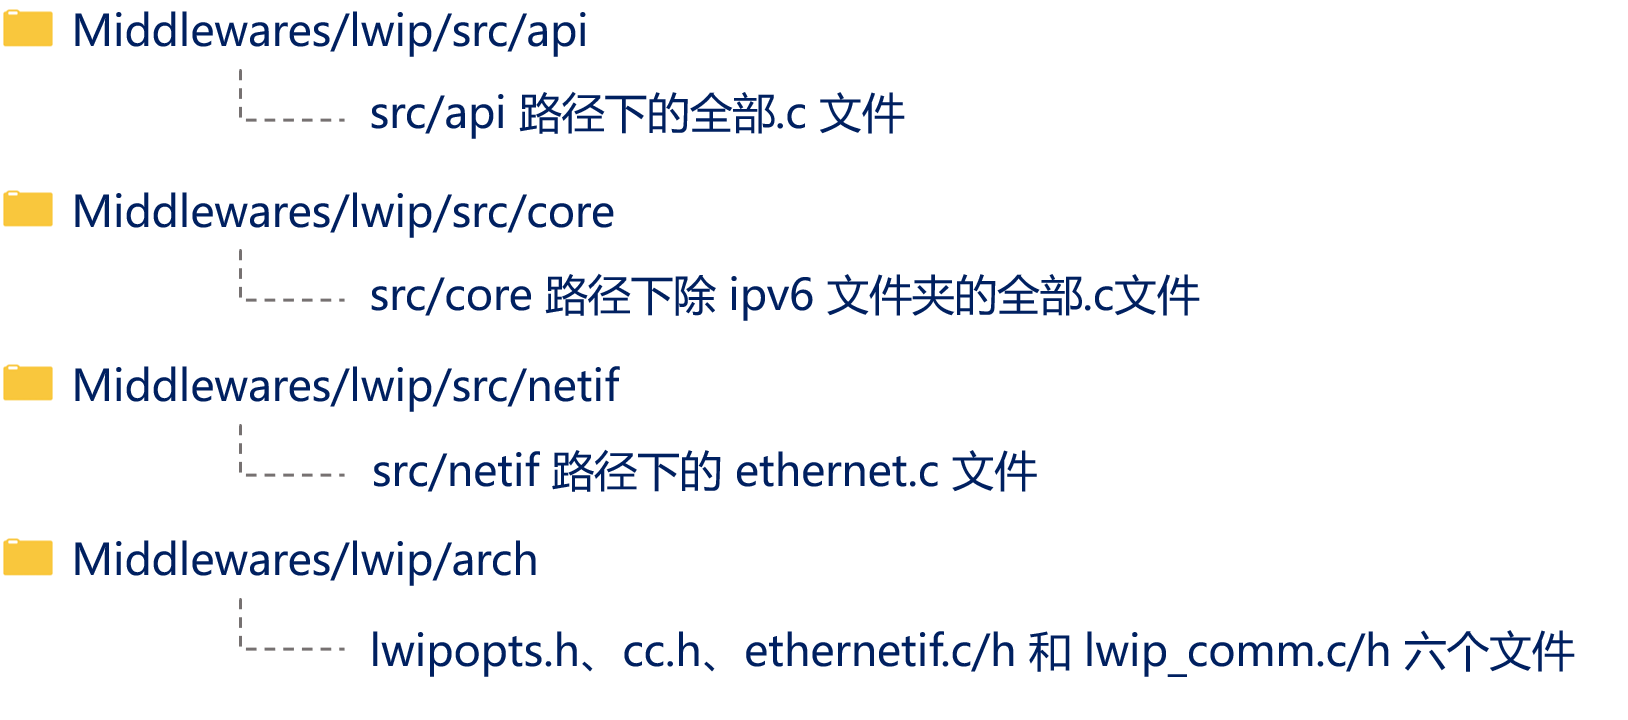 Middlewares/lwip/src/api
src/api 路径下的全部.c 文件
Middlewares/lwip/src/core
src/core 路径下除 ipv6 文件夹的全部.c文件
Middlewares/lwip/src/netif
src/netif 路径下的 ethernet.c 文件
Middlewares/lwip/arch
lwipopts.h、cc.h、ethernetif.c/h 和 lwip_comm.c/h 六个文件